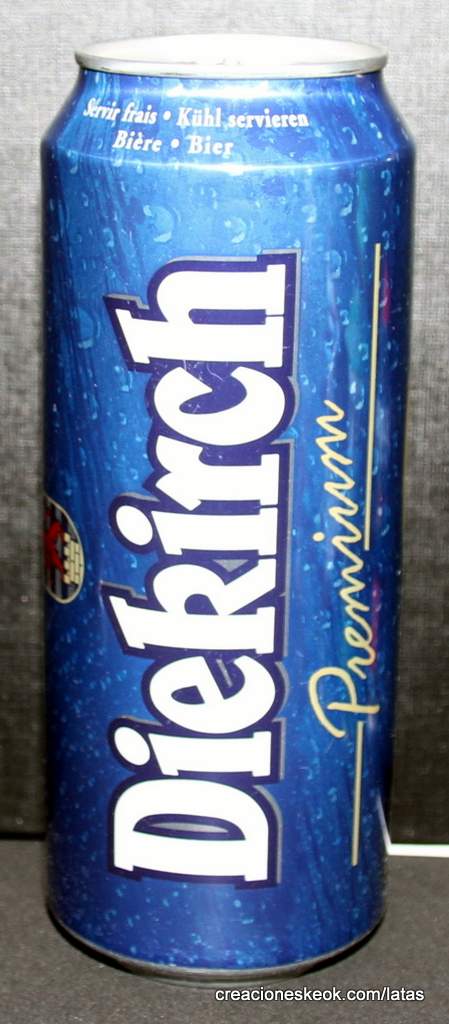 Servir frais • Kühl servieren
Bière • Bier
Diekirch
Premium
creacioneskeok.com/latas